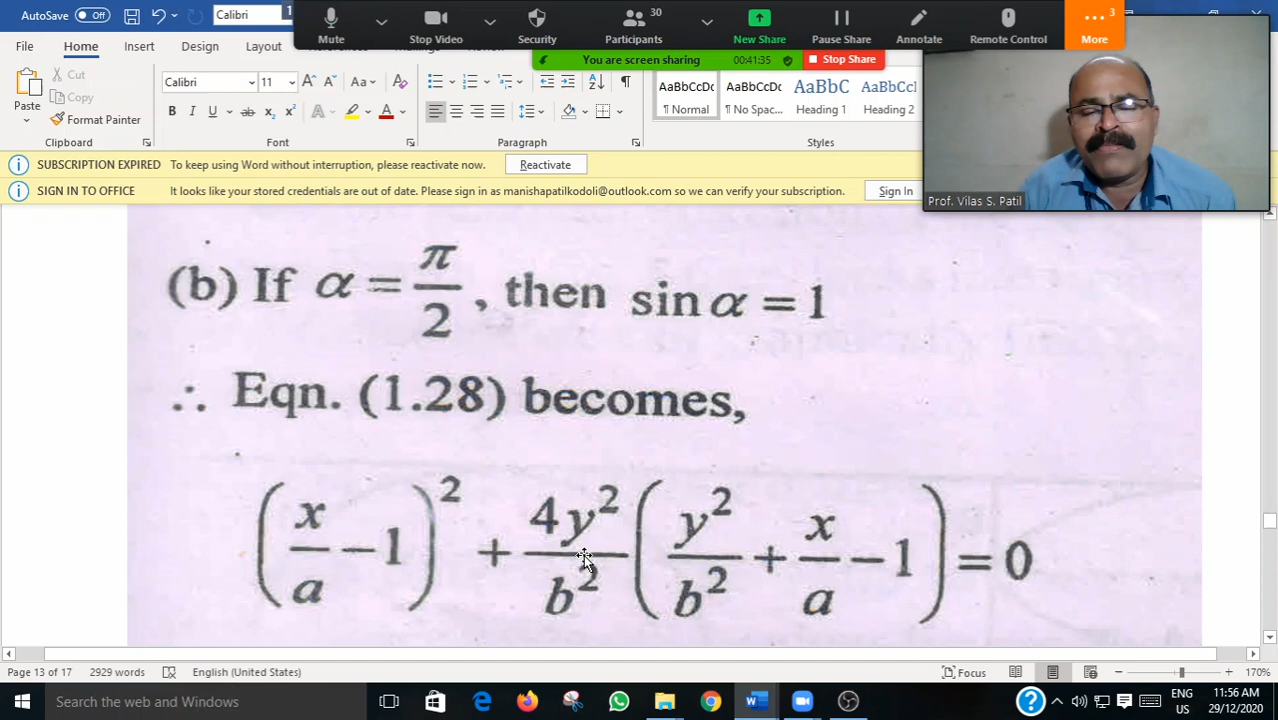 AutoSave Off
Calibri
1
Mute
Stop Video
Security
30
Participants
New Share
Pause Share
Annotate
Remote Control
3
More
You are screen sharing
00:41:35
Stop Share
File
Home
Insert
Design
Layout
Paste
Cut
Copy
Format Painter
Calibri
11
B I U ab x₂ x²
Clipboard
Font
Paragraph
Styles
AaBbCcDc
Normal
AaBbCcDc
No Spac...
AaBbC
Heading 1
AaBbCcI
Heading 2
SUBSCRIPTION EXPIRED To keep using Word without interruption, please reactivate now. Reactivate
SIGN IN TO OFFICE It looks like your stored credentials are out of date. Please sign in as manishapatilkodoli@outlook.com so we can verify your subscription. Sign In
Prof. Vilas S. Patil
(b) If α = π/2, then sin α = 1
∴ Eqn. (1.28) becomes,
(x/a − 1)² + 4y²/b² (y²/b² + x/a − 1) = 0
Page 13 of 17 2929 words English (United States) Focus 170%
Search the web and Windows
ENG
IN
11:56 AM
29/12/2020